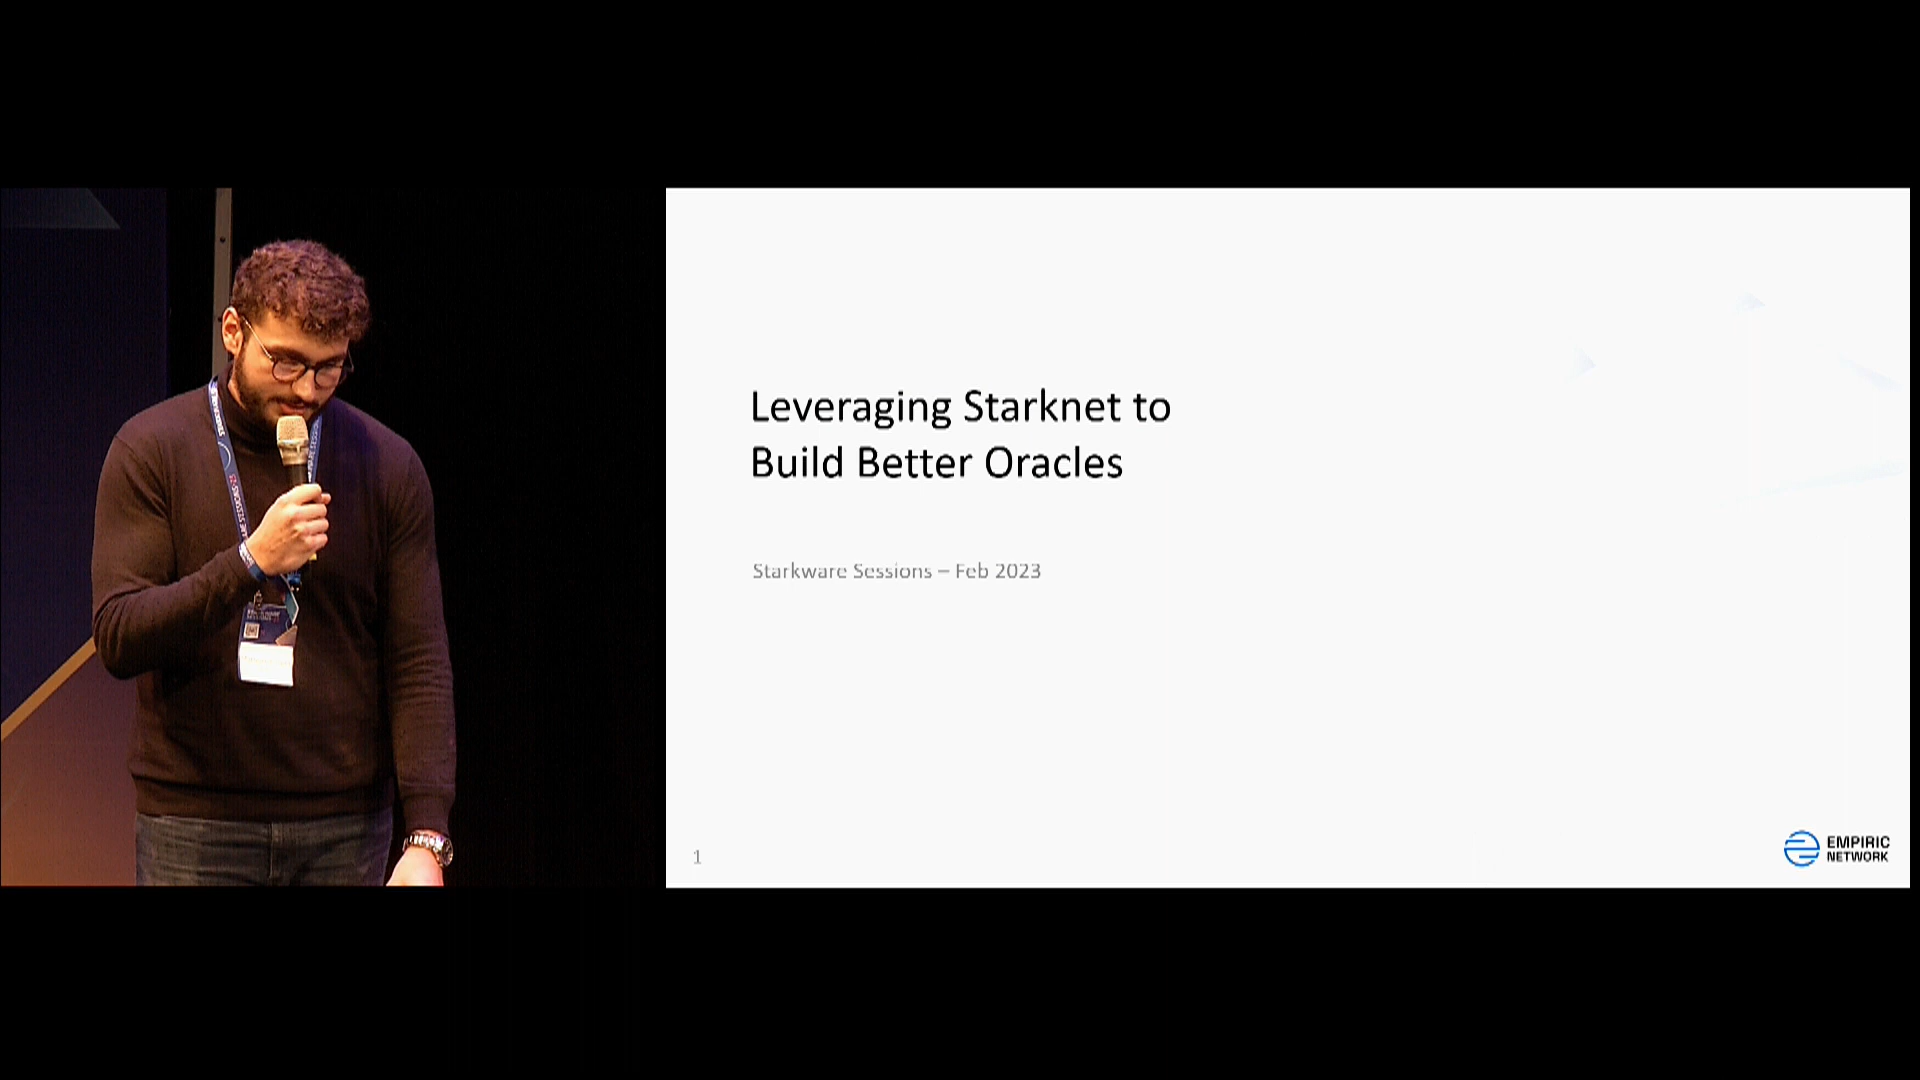 Leveraging Starknet to
Build Better Oracles
Starkware Sessions – Feb 2023
1
EMPIRIC
NETWORK